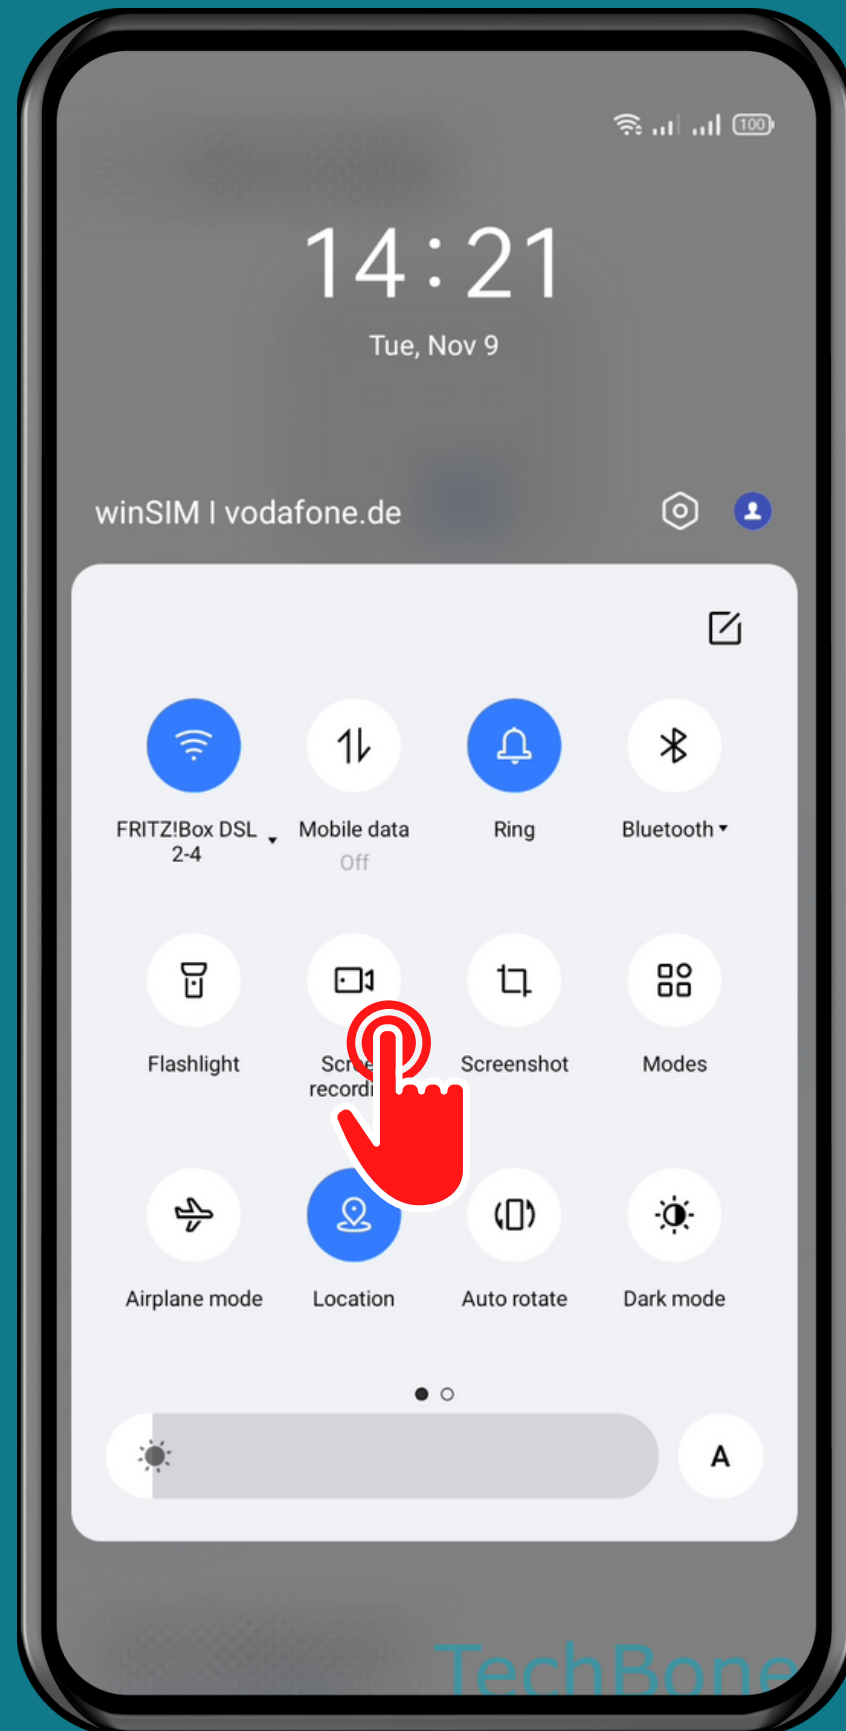 100
14:21
Tue, Nov 9
winSIM I vodafone.de
FRITZ!Box DSL
2-4
Mobile data
Off
Ring
Bluetooth
Flashlight
Screenshot
Modes
Airplane mode
Location
Auto rotate
Dark mode
A
TechBone